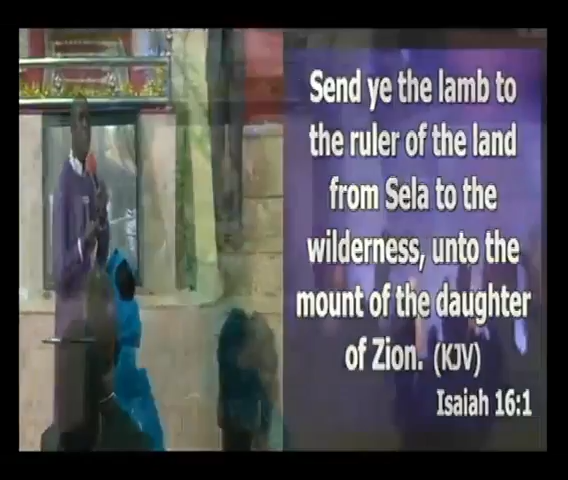 Send ye the lamb to
the ruler of the land
from Sela to the
wilderness, unto the
mount of the daughter
of Zion. (KJV)
Isaiah 16:1